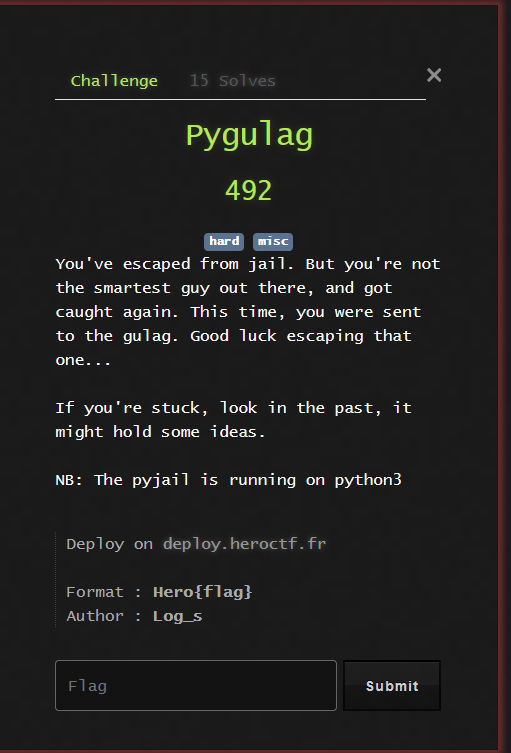 Challenge 15 Solves
×
Pygulag
492
hard misc
You've escaped from jail. But you're not
the smartest guy out there, and got
caught again. This time, you were sent
to the gulag. Good luck escaping that
one...
If you're stuck, look in the past, it
might hold some ideas.
NB: The pyjail is running on python3
Deploy on deploy.heroctf.fr
Format : Hero{flag}
Author : Log_s
Flag
Submit